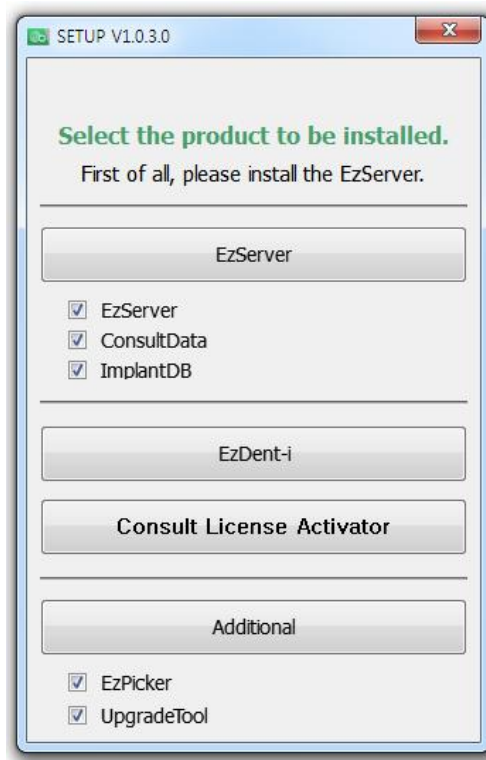 SETUP V1.0.3.0
Select the product to be installed.
First of all, please install the EzServer.
EzServer
EzServer
ConsultData
ImplantDB
EzDent-i
Consult License Activator
Additional
EzPicker
UpgradeTool